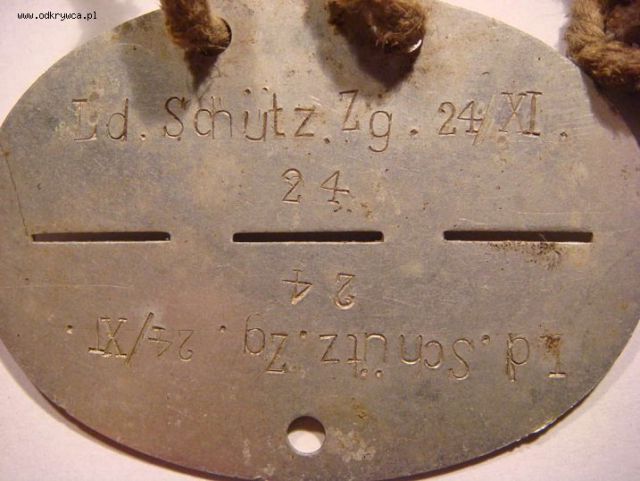 www.odkrywca.pl
Ld. Schütz. Zg. 24/XI.
24
24
Ld. Schütz. Zg. 24/XI.